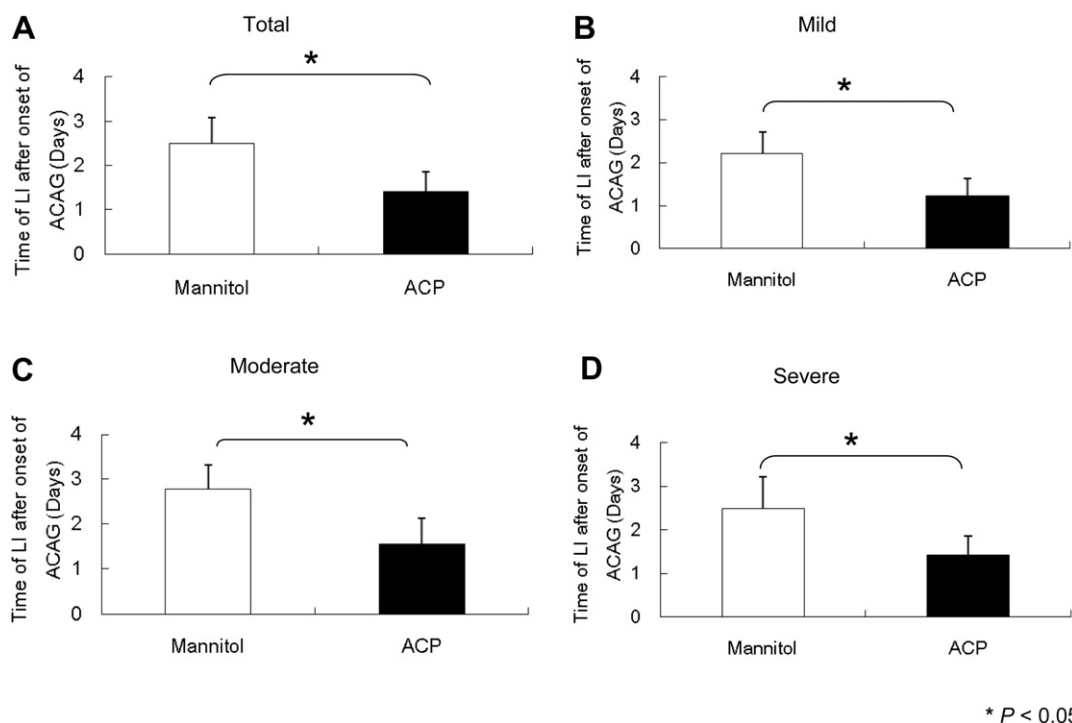 A
Total
*
Time of LI after onset of
ACAG (Days)
4
3
2
1
0
Mannitol
ACP
B
Mild
*
Time of LI after onset of
ACAG (Days)
4
3
2
1
0
Mannitol
ACP
C
Moderate
*
Time of LI after onset of
ACAG (Days)
4
3
2
1
0
Mannitol
ACP
D
Severe
*
Time of LI after onset of
ACAG (Days)
4
3
2
1
0
Mannitol
ACP
* P < 0.05